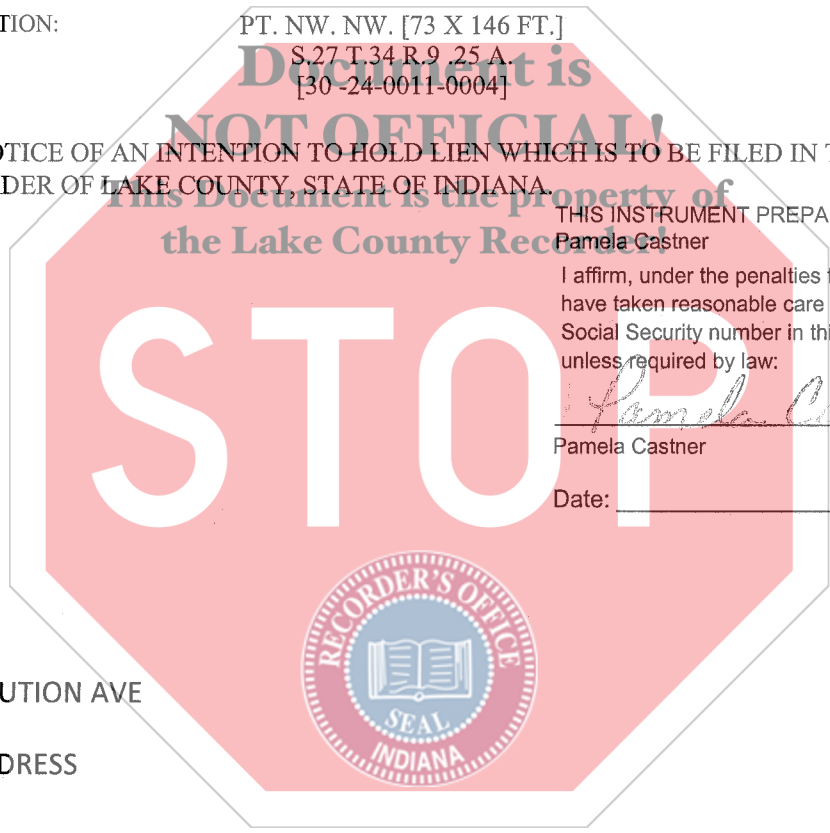 TION: PT. NW. NW. [73 X 146 FT.]
S.27 T.34 R.9 .25 A.
[30 -24-0011-0004]
Document is
NOT OFFICIAL!
This Document is the property of
the Lake County Recorder!
OTICE OF AN INTENTION TO HOLD LIEN WHICH IS TO BE FILED IN T
DER OF LAKE COUNTY, STATE OF INDIANA.
THIS INSTRUMENT PREPA
Pamela Castner
I affirm, under the penalties f
have taken reasonable care
Social Security number in thi
unless required by law:
Pamela C
Pamela Castner
Date:
STOP
RECORDER'S OFFICE
SEAL
INDIANA
UTION AVE
DRESS